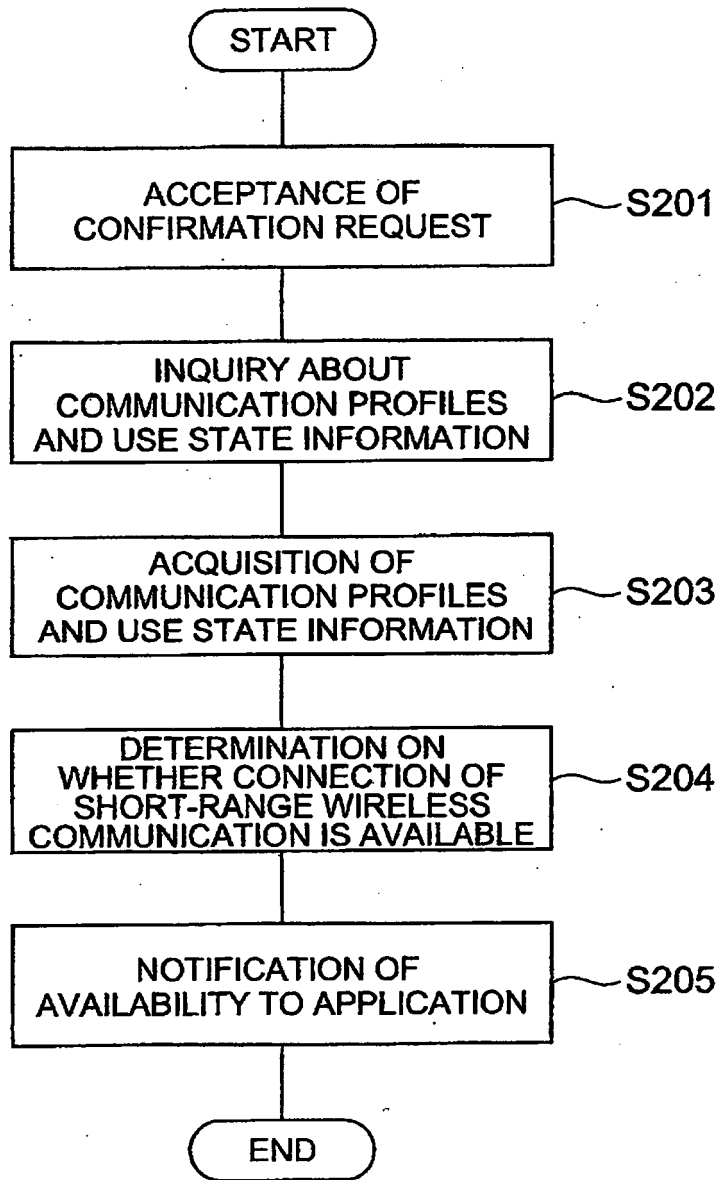 START
ACCEPTANCE OF
CONFIRMATION REQUEST
S201
INQUIRY ABOUT
COMMUNICATION PROFILES
AND USE STATE INFORMATION
S202
ACQUISITION OF
COMMUNICATION PROFILES
AND USE STATE INFORMATION
S203
DETERMINATION ON
WHETHER CONNECTION OF
SHORT-RANGE WIRELESS
COMMUNICATION IS AVAILABLE
S204
NOTIFICATION OF
AVAILABILITY TO APPLICATION
S205
END